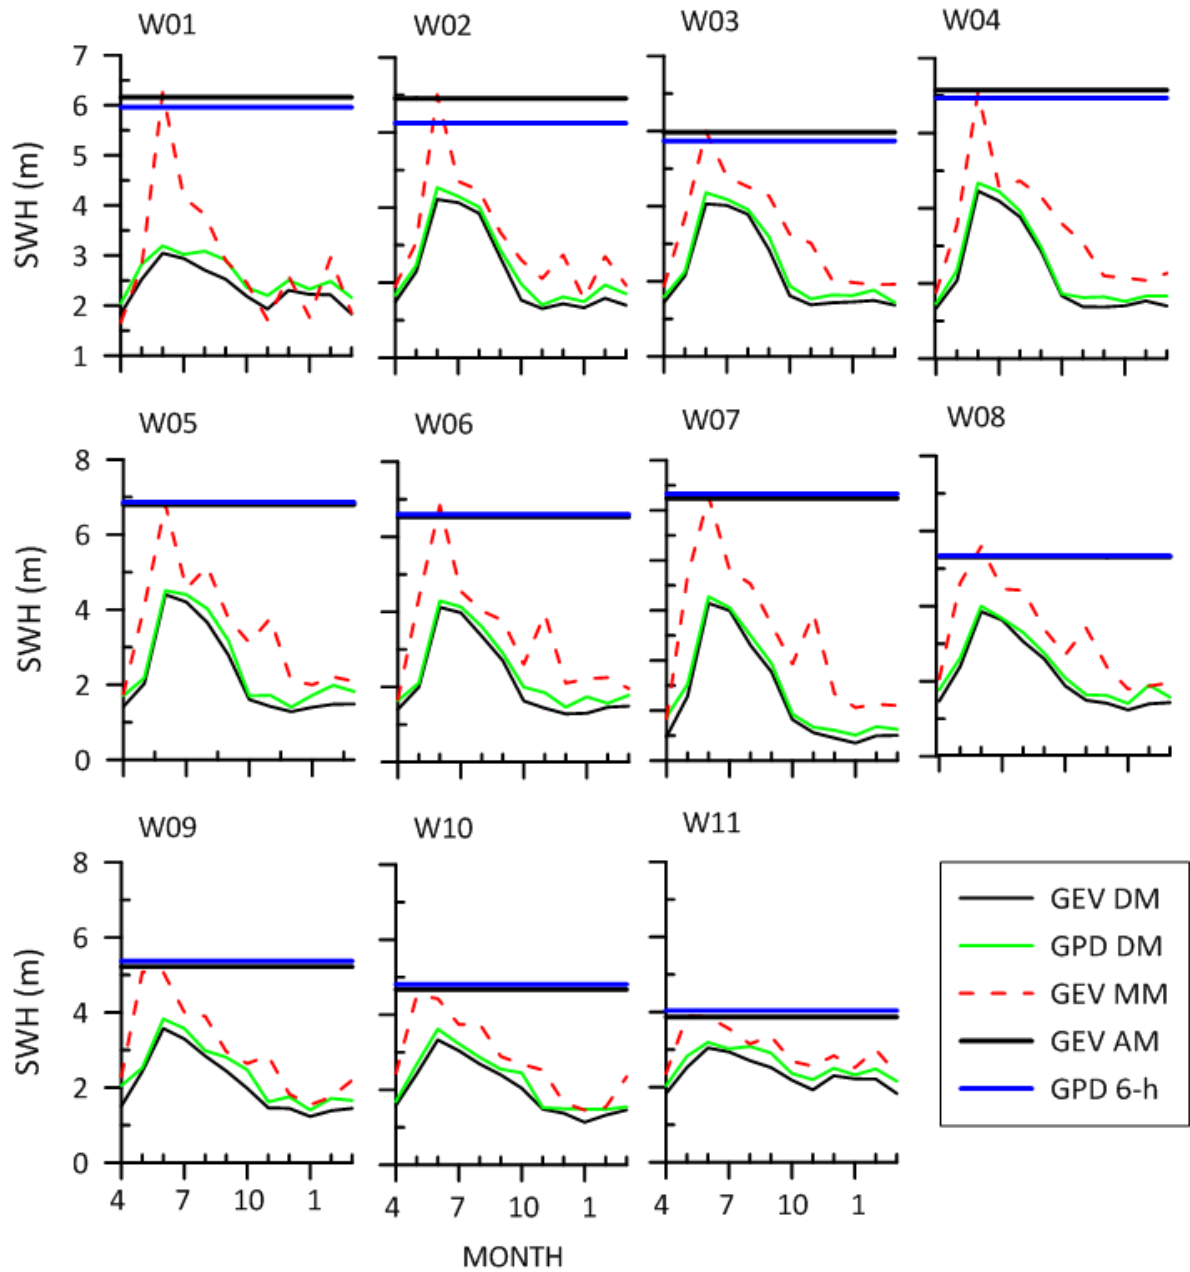 W01
W02
W03
W04
7
6
5
4
3
2
1
SWH (m)
W05
W06
W07
W08
8
6
4
2
0
SWH (m)
W09
W10
W11
8
6
4
2
0
SWH (m)
4 7 10 1
4 7 10 1
4 7 10 1
MONTH
GEV DM
GPD DM
GEV MM
GEV AM
GPD 6-h